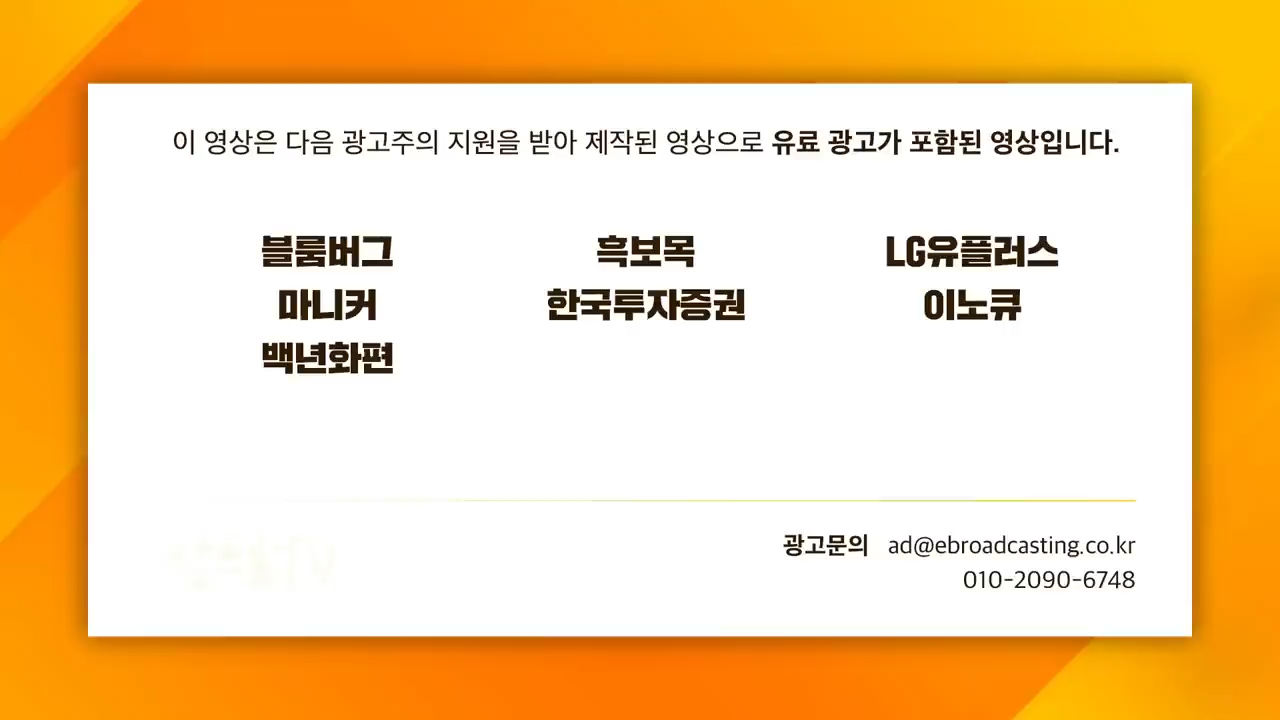 이 영상은 다음 광고주의 지원을 받아 제작된 영상으로 유료 광고가 포함된 영상입니다.
블룸버그 흑보목 LG유플러스
마니커 한국투자증권 이노큐
백년화편
광고문의 ad@ebroadcasting.co.kr
010-2090-6748